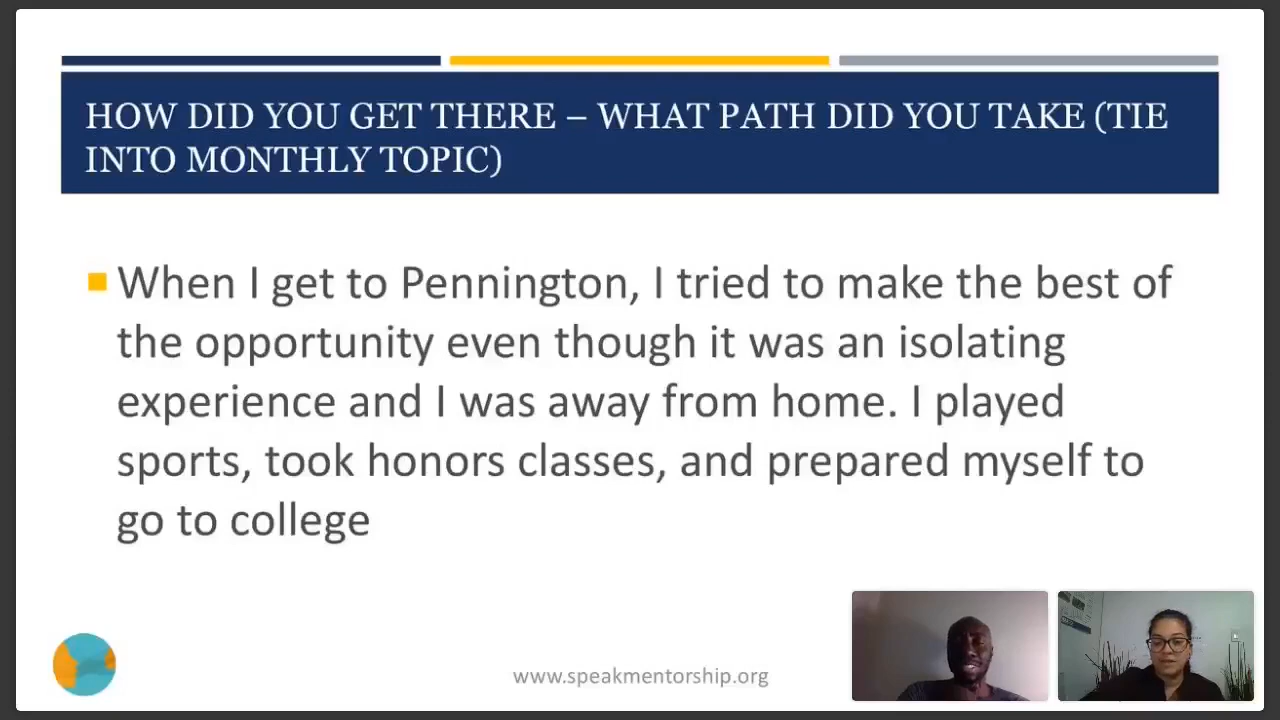 HOW DID YOU GET THERE – WHAT PATH DID YOU TAKE (TIE
INTO MONTHLY TOPIC)
When I get to Pennington, I tried to make the best of
the opportunity even though it was an isolating
experience and I was away from home. I played
sports, took honors classes, and prepared myself to
go to college
www.speakmentorship.org